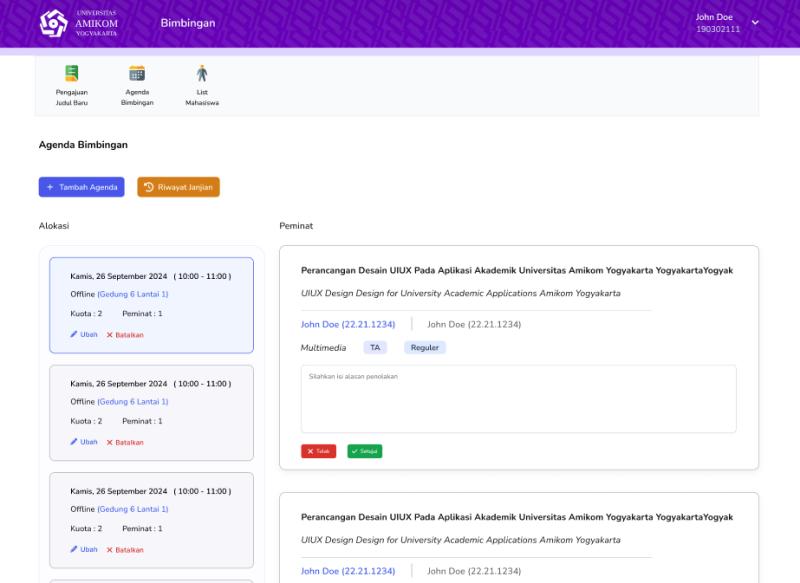 UNIVERSITAS
AMIKOM
YOGYAKARTA
Bimbingan
John Doe
190302111
Pengajuan
Judul Baru
Agenda
Bimbingan
List
Mahasiswa
Agenda Bimbingan
+ Tambah Agenda
Riwayat Janjian
Alokasi
Kamis, 26 September 2024 ( 10:00 - 11:00 )
Offline (Gedung 6 Lantai 1)
Kuota : 2 Peminat : 1
Ubah Batalkan
Kamis, 26 September 2024 ( 10:00 - 11:00 )
Offline (Gedung 6 Lantai 1)
Kuota : 2 Peminat : 1
Ubah Batalkan
Kamis, 26 September 2024 ( 10:00 - 11:00 )
Offline (Gedung 6 Lantai 1)
Kuota : 2 Peminat : 1
Ubah Batalkan
Peminat
Perancangan Desain UIUX Pada Aplikasi Akademik Universitas Amikom Yogyakarta YogyakartaYogyak
UIUX Design Design for University Academic Applications Amikom Yogyakarta
John Doe (22.21.1234) John Doe (22.21.1234)
Multimedia TA Reguler
Silahkan isi alasan penolakan
Tolak Setujui
Perancangan Desain UIUX Pada Aplikasi Akademik Universitas Amikom Yogyakarta YogyakartaYogyak
UIUX Design Design for University Academic Applications Amikom Yogyakarta
John Doe (22.21.1234) John Doe (22.21.1234)